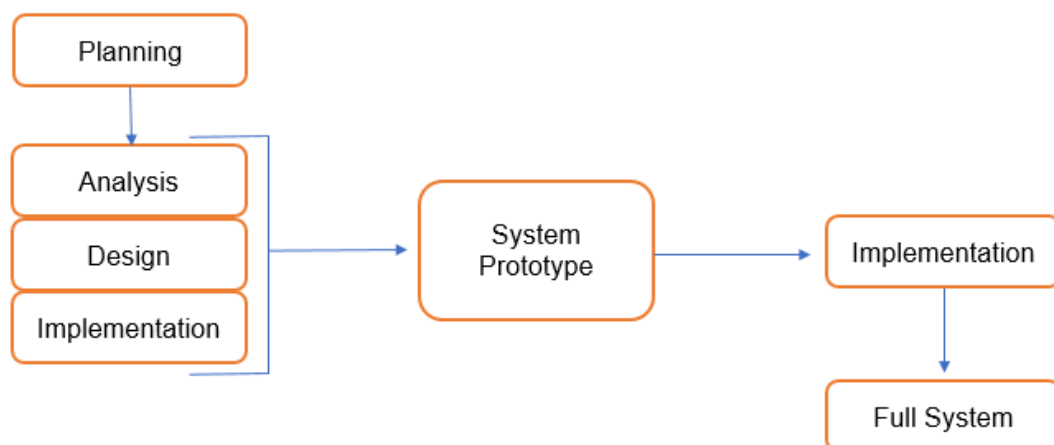 Planning
Analysis
Design
Implementation
System
Prototype
Implementation
Full System